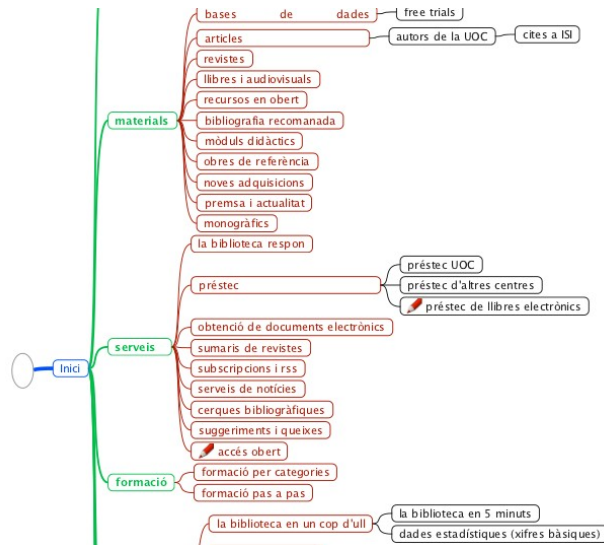 bases de dades
free trials
articles
autors de la UOC
cites a ISI
revistes
llibres i audiovisuals
recursos en obert
materials
bibliografia recomanada
mòduls didàctics
obres de referència
noves adquisicions
premsa i actualitat
monogràfics
la biblioteca respon
préstec
préstec UOC
préstec d'altres centres
préstec de llibres electrònics
obtenció de documents electrònics
serveis
sumaris de revistes
Inici
subscripcions i rss
serveis de notícies
cerques bibliogràfiques
suggeriments i queixes
accés obert
formació
formació per categories
formació pas a pas
la biblioteca en un cop d'ull
la biblioteca en 5 minuts
dades estadístiques (xifres bàsiques)